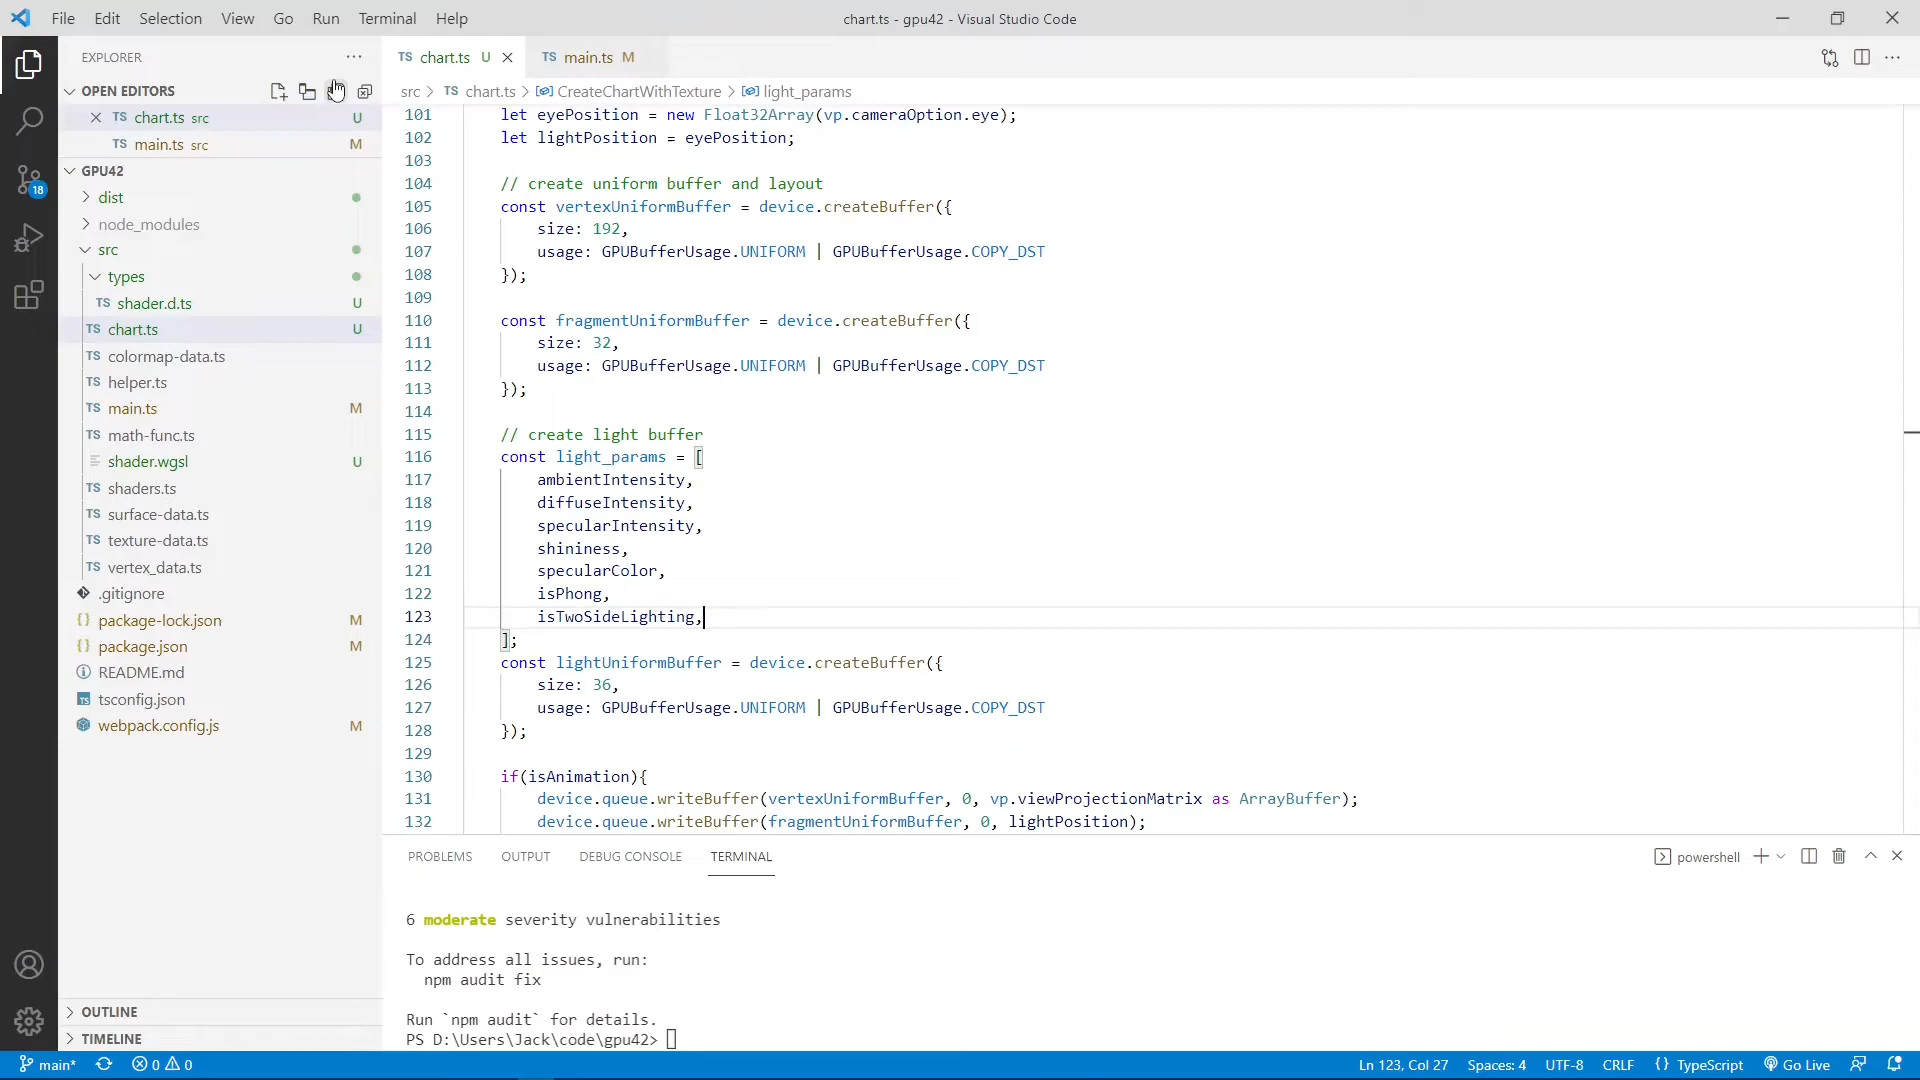 File Edit Selection View Go Run Terminal Help
chart.ts - gpu42 - Visual Studio Code
EXPLORER
OPEN EDITORS
TS chart.ts src U
TS main.ts src M
GPU42
dist
node_modules
src
types
TS shader.d.ts U
TS chart.ts U
TS colormap-data.ts
TS helper.ts
TS main.ts M
TS math-func.ts
shader.wgsl U
TS shaders.ts
TS surface-data.ts
TS texture-data.ts
TS vertex_data.ts
.gitignore
{} package-lock.json M
{} package.json M
README.md
TS tsconfig.json
webpack.config.js M
OUTLINE
TIMELINE
18
TS chart.ts U
TS main.ts M
src > TS chart.ts > CreateChartWithTexture > light_params
101 let eyePosition = new Float32Array(vp.cameraOption.eye);
102 let lightPosition = eyePosition;
103
104 // create uniform buffer and layout
105 const vertexUniformBuffer = device.createBuffer({
106 size: 192,
107 usage: GPUBufferUsage.UNIFORM | GPUBufferUsage.COPY_DST
108 });
109
110 const fragmentUniformBuffer = device.createBuffer({
111 size: 32,
112 usage: GPUBufferUsage.UNIFORM | GPUBufferUsage.COPY_DST
113 });
114
115 // create light buffer
116 const light_params = [
117 ambientIntensity,
118 diffuseIntensity,
119 specularIntensity,
120 shininess,
121 specularColor,
122 isPhong,
123 isTwoSideLighting,
124 ];
125 const lightUniformBuffer = device.createBuffer({
126 size: 36,
127 usage: GPUBufferUsage.UNIFORM | GPUBufferUsage.COPY_DST
128 });
129
130 if(isAnimation){
131 device.queue.writeBuffer(vertexUniformBuffer, 0, vp.viewProjectionMatrix as ArrayBuffer);
132 device.queue.writeBuffer(fragmentUniformBuffer, 0, lightPosition);
PROBLEMS OUTPUT DEBUG CONSOLE TERMINAL
powershell
6 moderate severity vulnerabilities
To address all issues, run:
npm audit fix
Run `npm audit` for details.
PS D:\Users\Jack\code\gpu42>
main* 0 0
Ln 123, Col 27 Spaces: 4 UTF-8 CRLF {} TypeScript Go Live